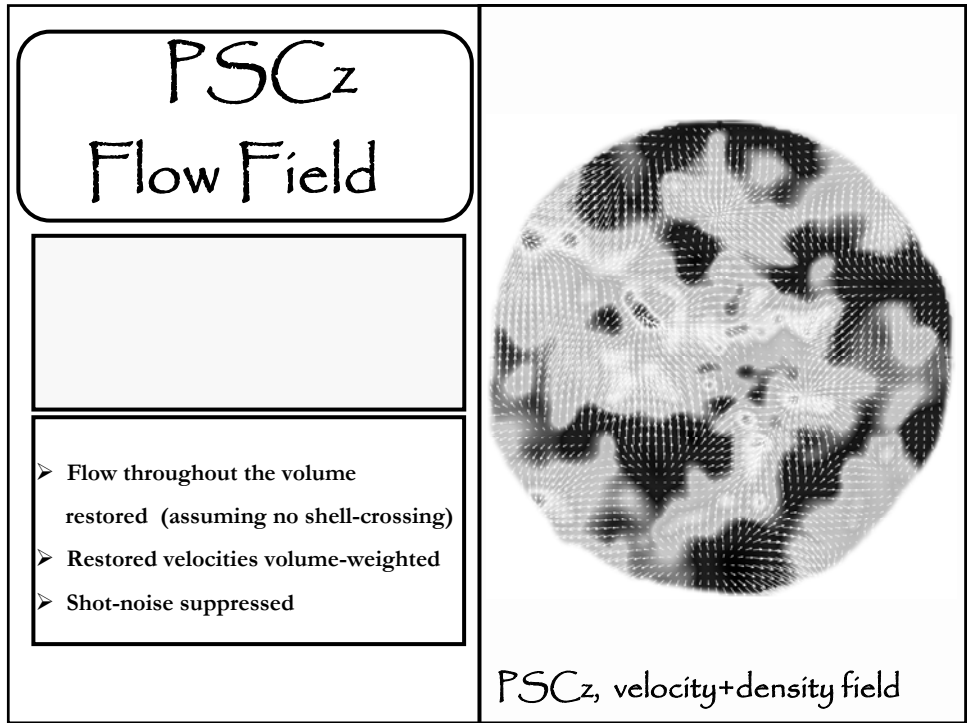 PSCz
Flow Field
➢ Flow throughout the volume
restored (assuming no shell-crossing)
➢ Restored velocities volume-weighted
➢ Shot-noise suppressed
PSCz, velocity+density field